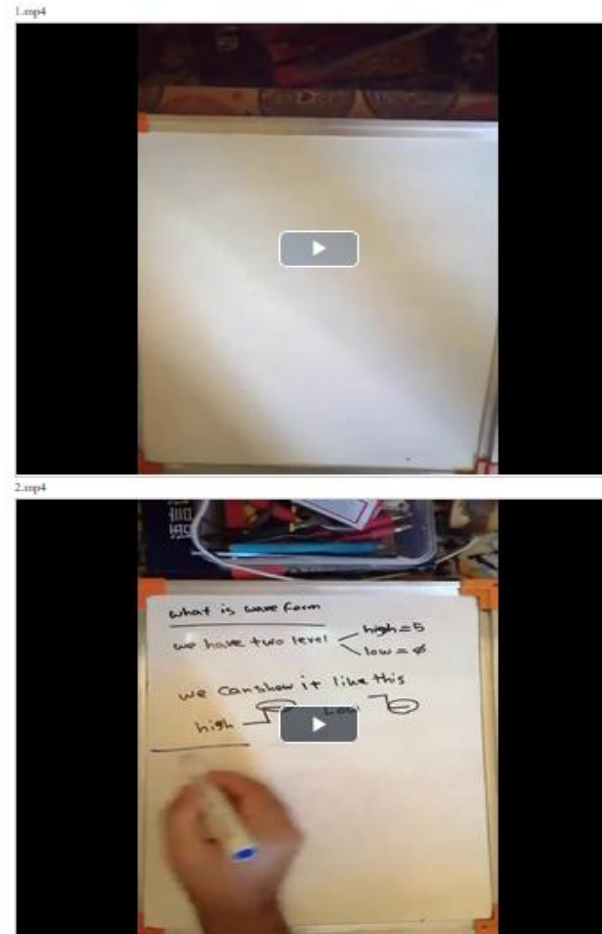 1.mp4
2.mp4
what is wave form
we have two level high = 5
low = ø
we can show it like this
high Low